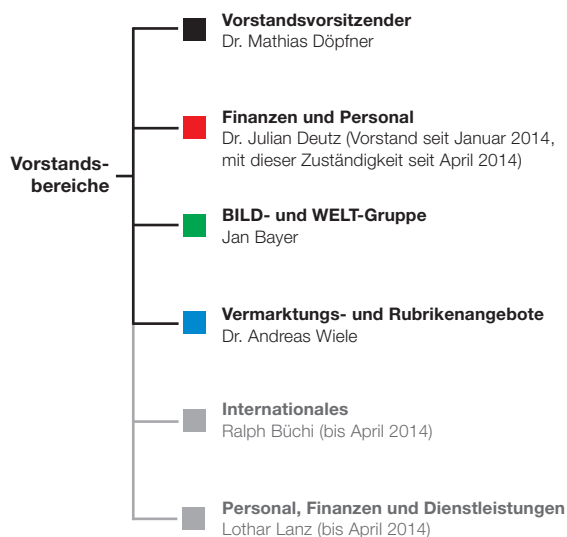 Vorstandsvorsitzender
Dr. Mathias Döpfner
Finanzen und Personal
Dr. Julian Deutz (Vorstand seit Januar 2014,
mit dieser Zuständigkeit seit April 2014)
Vorstands-
bereiche
BILD- und WELT-Gruppe
Jan Bayer
Vermarktungs- und Rubrikenangebote
Dr. Andreas Wiele
Internationales
Ralph Büchi (bis April 2014)
Personal, Finanzen und Dienstleistungen
Lothar Lanz (bis April 2014)